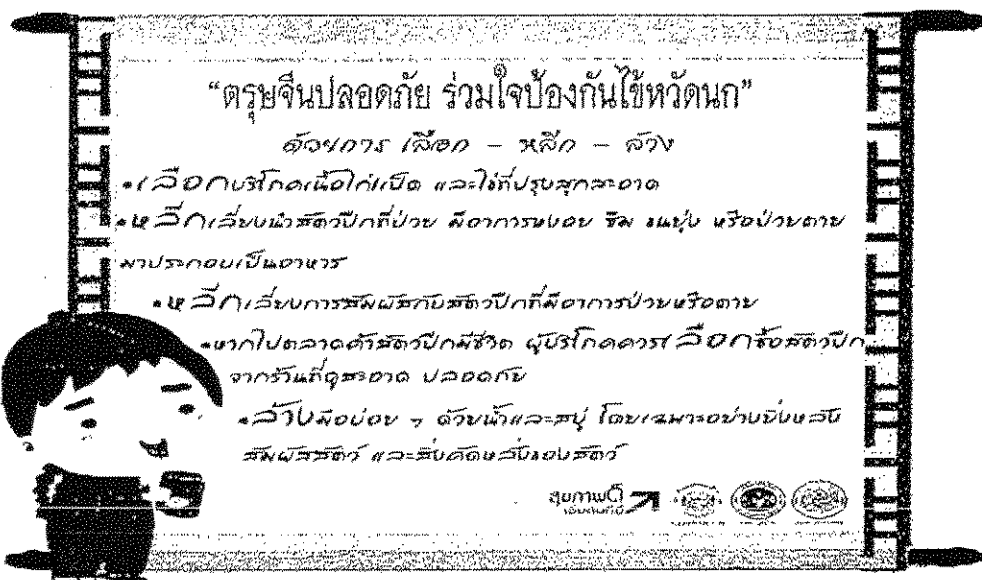 “ตรุษจีนปลอดภัย ร่วมใจป้องกันไข้หวัดนก”
ด้วยการ เลือก – หลีก – ล้าง
•เลือกบริโภคเนื้อไก่/เป็ด และไข่ที่ปรุงสุกสะอาด
•หลีกเลี่ยงนำสัตว์ปีกที่ป่วย มีอาการหงอย ซึม ขนฟุ้ง หรือป่วยตาย
มาประกอบเป็นอาหาร
•หลีกเลี่ยงการสัมผัสกับสัตว์ปีกที่มีอาการป่วยหรือตาย
•หากไปตลาดค้าสัตว์ปีกมีชีวิต ผู้บริโภคควรเลือกซื้อสัตว์ปีก
จากร้านที่ดูสะอาด ปลอดภัย
•ล้างมือบ่อย ๆ ด้วยน้ำและสบู่ โดยเฉพาะอย่างยิ่งหลัง
สัมผัสสัตว์ และสิ่งคัดหลั่งของสัตว์
สุขภาพดี
เริ่มต้นที่นี่